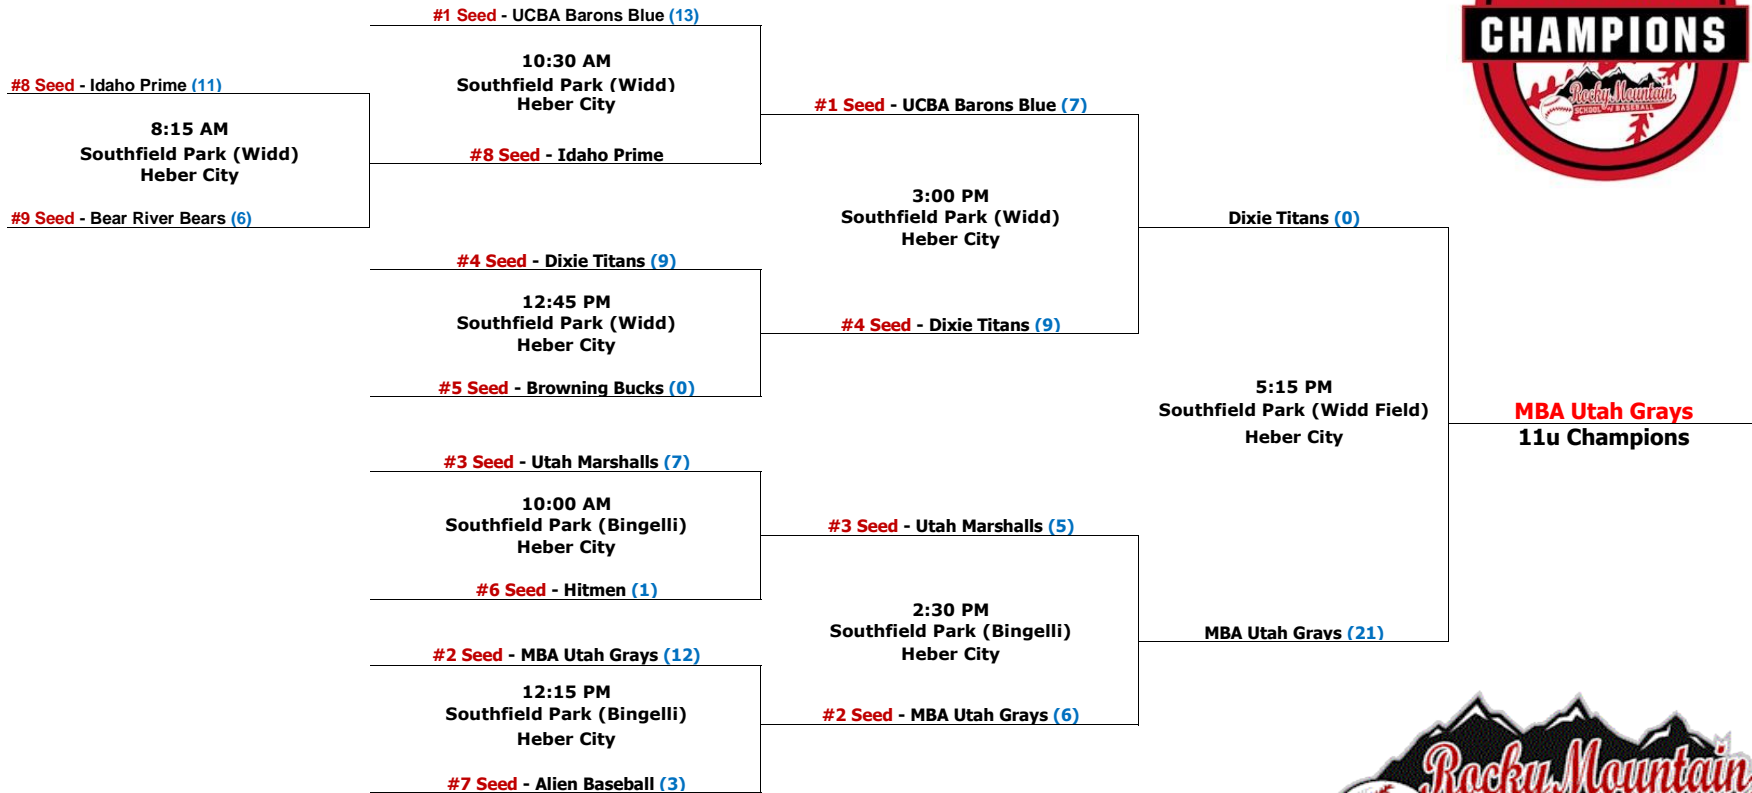 #1 Seed - UCBA Barons Blue (13)
10:30 AM
Southfield Park (Widd)
Heber City
#8 Seed - Idaho Prime (11)
8:15 AM
Southfield Park (Widd)
Heber City
#9 Seed - Bear River Bears (6)
#8 Seed - Idaho Prime
#1 Seed - UCBA Barons Blue (7)
3:00 PM
Southfield Park (Widd)
Heber City
#4 Seed - Dixie Titans (9)
12:45 PM
Southfield Park (Widd)
Heber City
#5 Seed - Browning Bucks (0)
#4 Seed - Dixie Titans (9)
Dixie Titans (0)
5:15 PM
Southfield Park (Widd Field)
Heber City
MBA Utah Grays
11u Champions
#3 Seed - Utah Marshalls (7)
10:00 AM
Southfield Park (Bingelli)
Heber City
#6 Seed - Hitmen (1)
#3 Seed - Utah Marshalls (5)
2:30 PM
Southfield Park (Bingelli)
Heber City
MBA Utah Grays (21)
#2 Seed - MBA Utah Grays (12)
12:15 PM
Southfield Park (Bingelli)
Heber City
#2 Seed - MBA Utah Grays (6)
#7 Seed - Alien Baseball (3)
CHAMPIONS
Rocky Mountain
SCHOOL of BASEBALL
Rocky Mountain